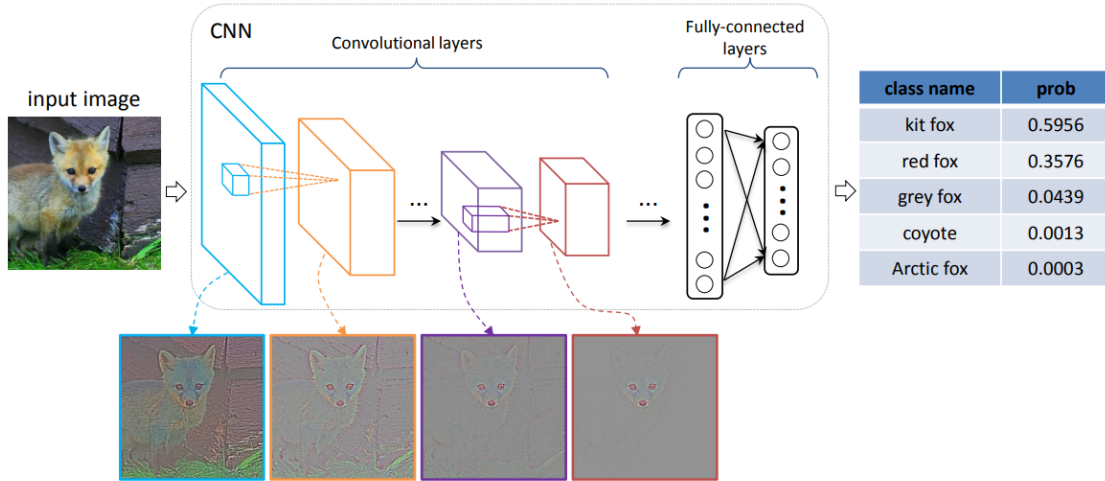 CNN
Convolutional layers
Fully-connected
layers
input image
...
...
class name prob
kit fox 0.5956
red fox 0.3576
grey fox 0.0439
coyote 0.0013
Arctic fox 0.0003